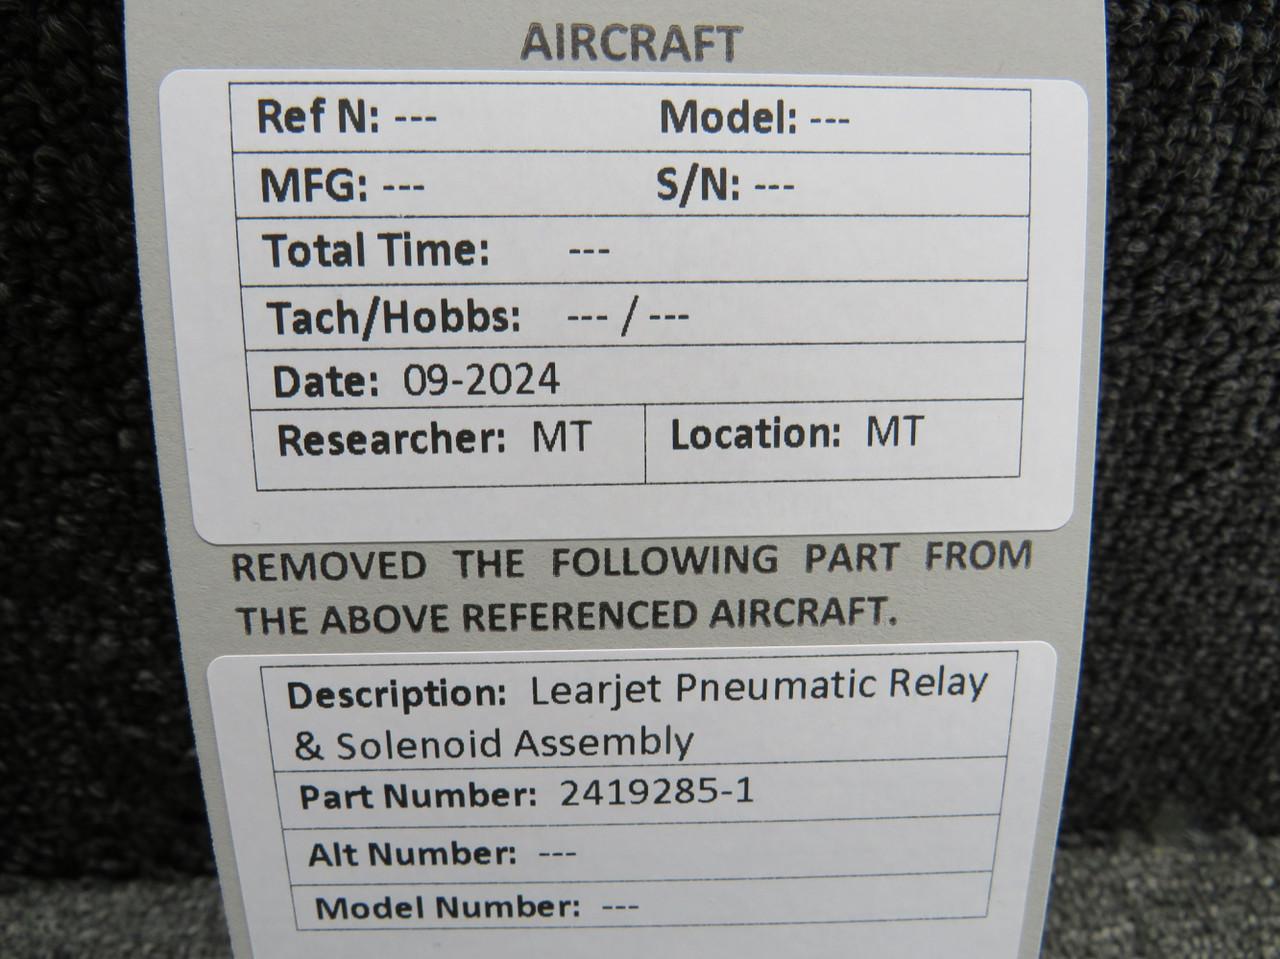 AIRCRAFT
Ref N: --- Model: ---
MFG: --- S/N: ---
Total Time: ---
Tach/Hobbs: --- / ---
Date: 09-2024
Researcher: MT Location: MT
REMOVED THE FOLLOWING PART FROM
THE ABOVE REFERENCED AIRCRAFT.
Description: Learjet Pneumatic Relay
& Solenoid Assembly
Part Number: 2419285-1
Alt Number: ---
Model Number: ---